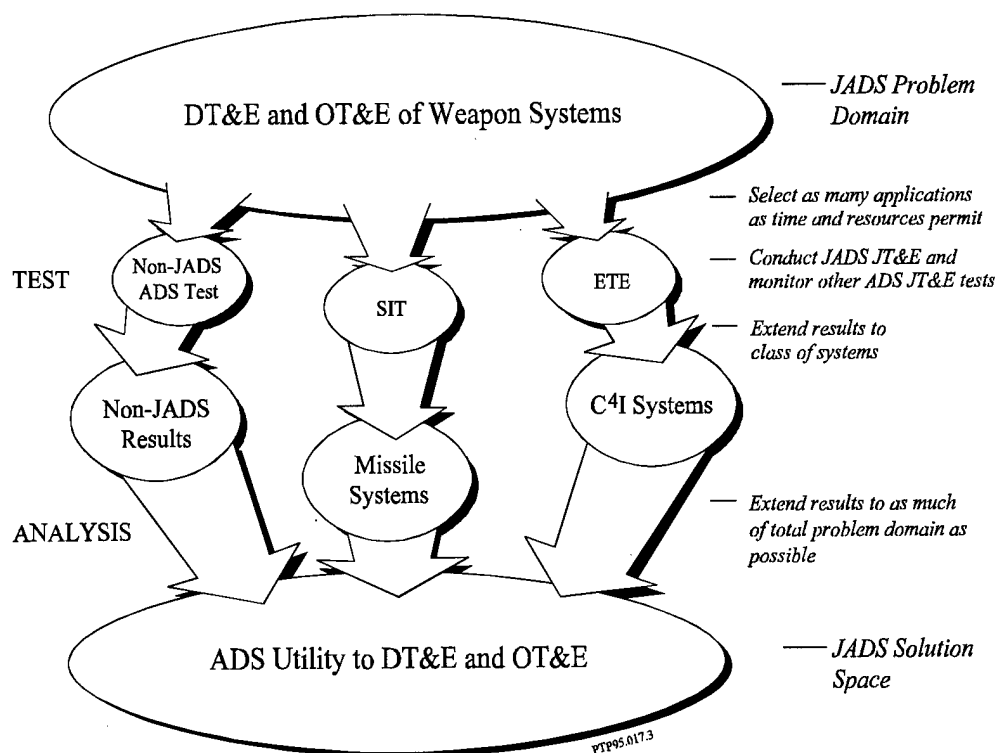 DT&E and OT&E of Weapon Systems
JADS Problem
Domain
Select as many applications
as time and resources permit
TEST
Non-JADS
ADS Test
SIT
ETE
Conduct JADS JT&E and
monitor other ADS JT&E tests
Extend results to
class of systems
Non-JADS
Results
Missile
Systems
C⁴I Systems
ANALYSIS
Extend results to as much
of total problem domain as
possible
ADS Utility to DT&E and OT&E
JADS Solution
Space
PTP95.017.3